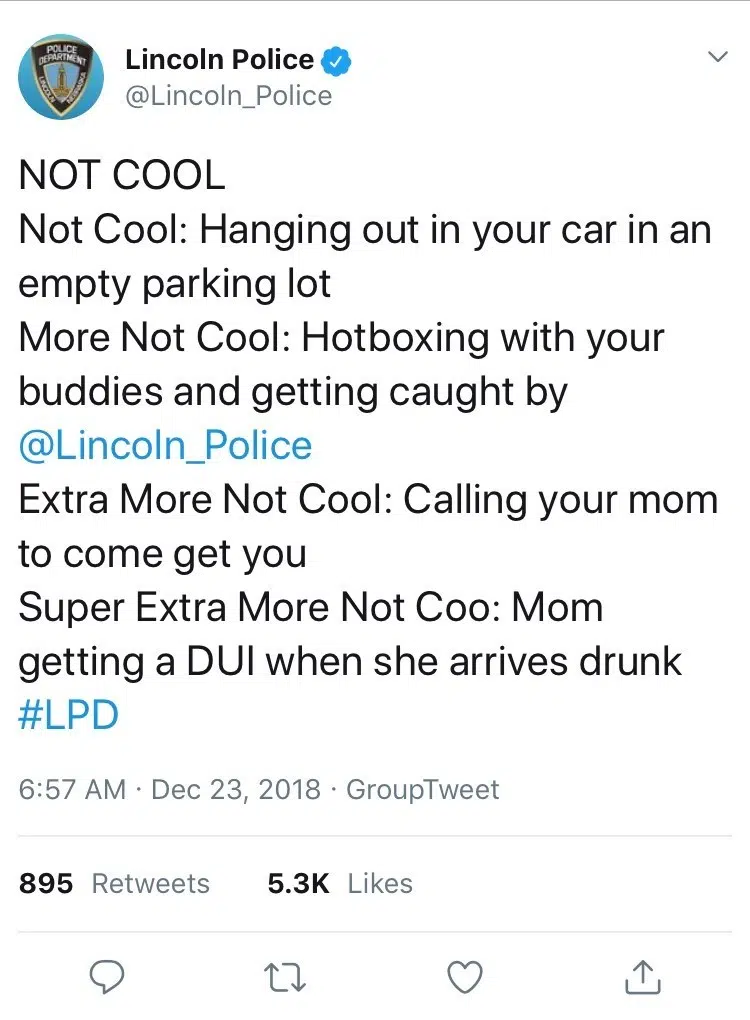 POLICE
DEPARTMENT
LINCOLN
NEBRASKA
Lincoln Police
@Lincoln_Police
NOT COOL
Not Cool: Hanging out in your car in an
empty parking lot
More Not Cool: Hotboxing with your
buddies and getting caught by
@Lincoln_Police
Extra More Not Cool: Calling your mom
to come get you
Super Extra More Not Coo: Mom
getting a DUI when she arrives drunk
#LPD
6:57 AM · Dec 23, 2018 · GroupTweet
895 Retweets 5.3K Likes